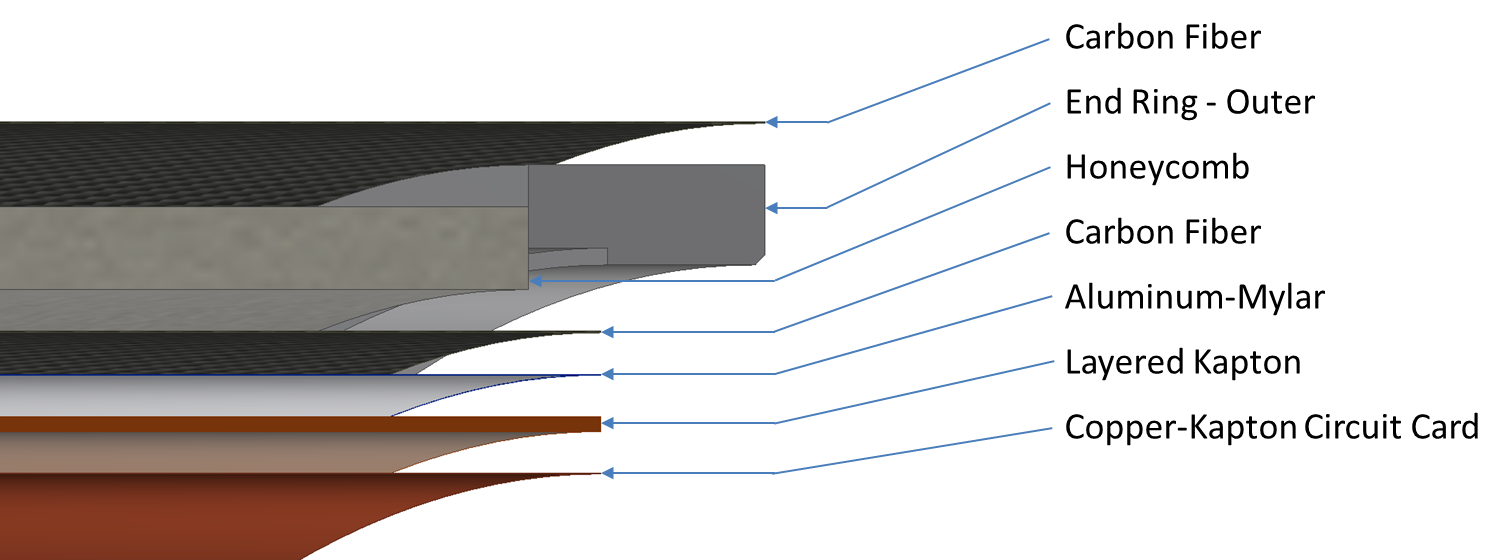 Carbon Fiber
End Ring - Outer
Honeycomb
Carbon Fiber
Aluminum-Mylar
Layered Kapton
Copper-Kapton Circuit Card